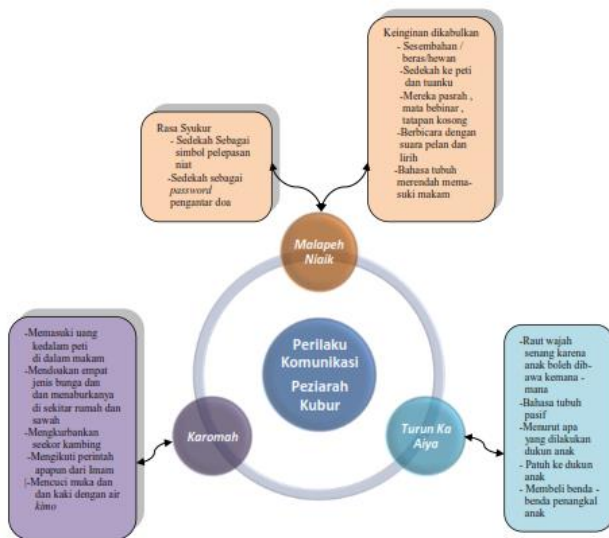 Keinginan dikabulkan
- Sesembahan /
beras/hewan
-Sedekah ke peti
dan tuanku
-Mereka pasrah ,
mata bebinar ,
tatapan kosong
-Berbicara dengan
suara pelan dan
lirih
-Bahasa tubuh
merendah mema-
suki makam
Rasa Syukur
- Sedekah Sebagai
simbol pelepasan
niat
-Sedekah sebagai
password
pengantar doa
Malapeh
Niaik
Perilaku
Komunikasi
Peziarah
Kubur
-Memasuki uang
kedalam peti
di dalam makam
-Mendoakan empat
jenis bunga dan
dan menaburkanya
di sekitar rumah dan
sawah
-Mengkurbankan
seekor kambing
- Mengikuti perintah
apapun dari Imam
|-Mencuci muka dan
dan kaki dengan air
kimo
Karomah
Turun Ka
Aiya
-Raut wajah
senang karena
anak boleh dib-
awa kemana -
mana
-Bahasa tubuh
pasif
-Menurut apa
yang dilakukan
dukun anak
- Patuh ke dukun
anak
- Membeli benda -
benda penangkal
anak